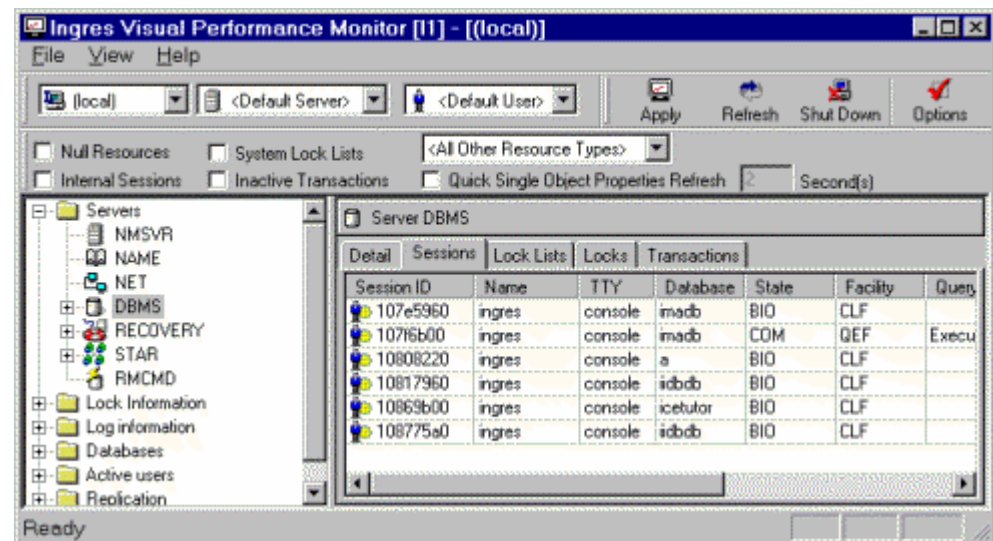 Ingres Visual Performance Monitor [I1] - [(local)]
File View Help
(local) <Default Server> <Default User> Apply Refresh Shut Down Options
Null Resources System Lock Lists <All Other Resource Types>
Internal Sessions Inactive Transactions Quick Single Object Properties Refresh 2 Second(s)
Servers
NMSVR
NAME
NET
DBMS
RECOVERY
STAR
RMCMD
Lock Information
Log information
Databases
Active users
Replication
Server DBMS
Detail Sessions Lock Lists Locks Transactions
Session ID Name TTY Database State Facility Query
107e5960 ingres console imadb BIO CLF
107f6b00 ingres console imadb COM QEF Execu
10808220 ingres console a BIO CLF
10817960 ingres console iidbdb BIO CLF
10869b00 ingres console icetutor BIO CLF
108775a0 ingres console iidbdb BIO CLF
Ready